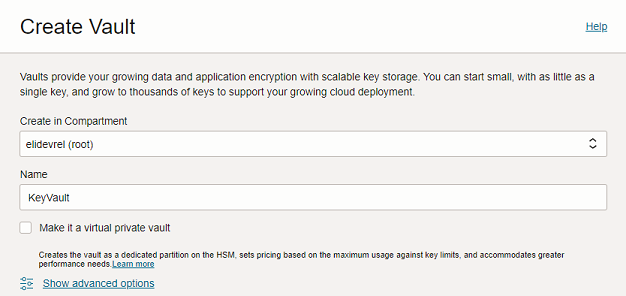 Create Vault
Help
Vaults provide your growing data and application encryption with scalable key storage. You can start small, with as little as a
single key, and grow to thousands of keys to support your growing cloud deployment.
Create in Compartment
elidevrel (root)
Name
KeyVault
Make it a virtual private vault
Creates the vault as a dedicated partition on the HSM, sets pricing based on the maximum usage against key limits, and accommodates greater
performance needs.Learn more
Show advanced options